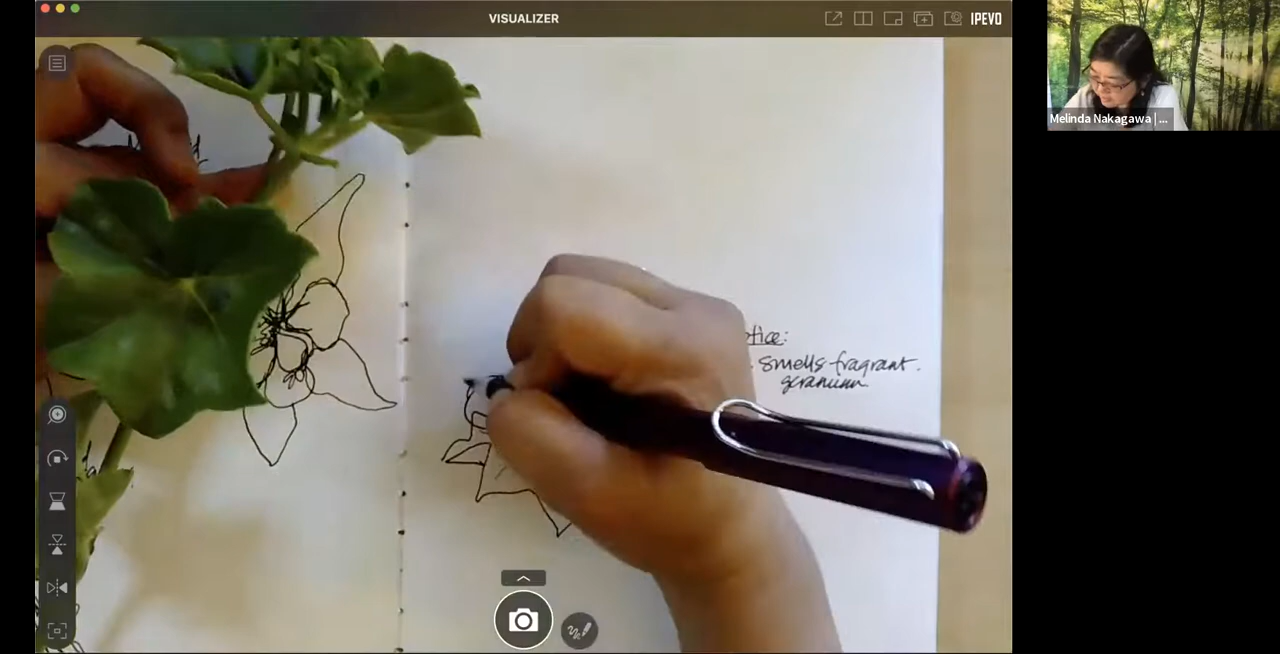 VISUALIZER
IPEVO
Melinda Nakagawa | ...
tice:
. smells fragrant.
geranium